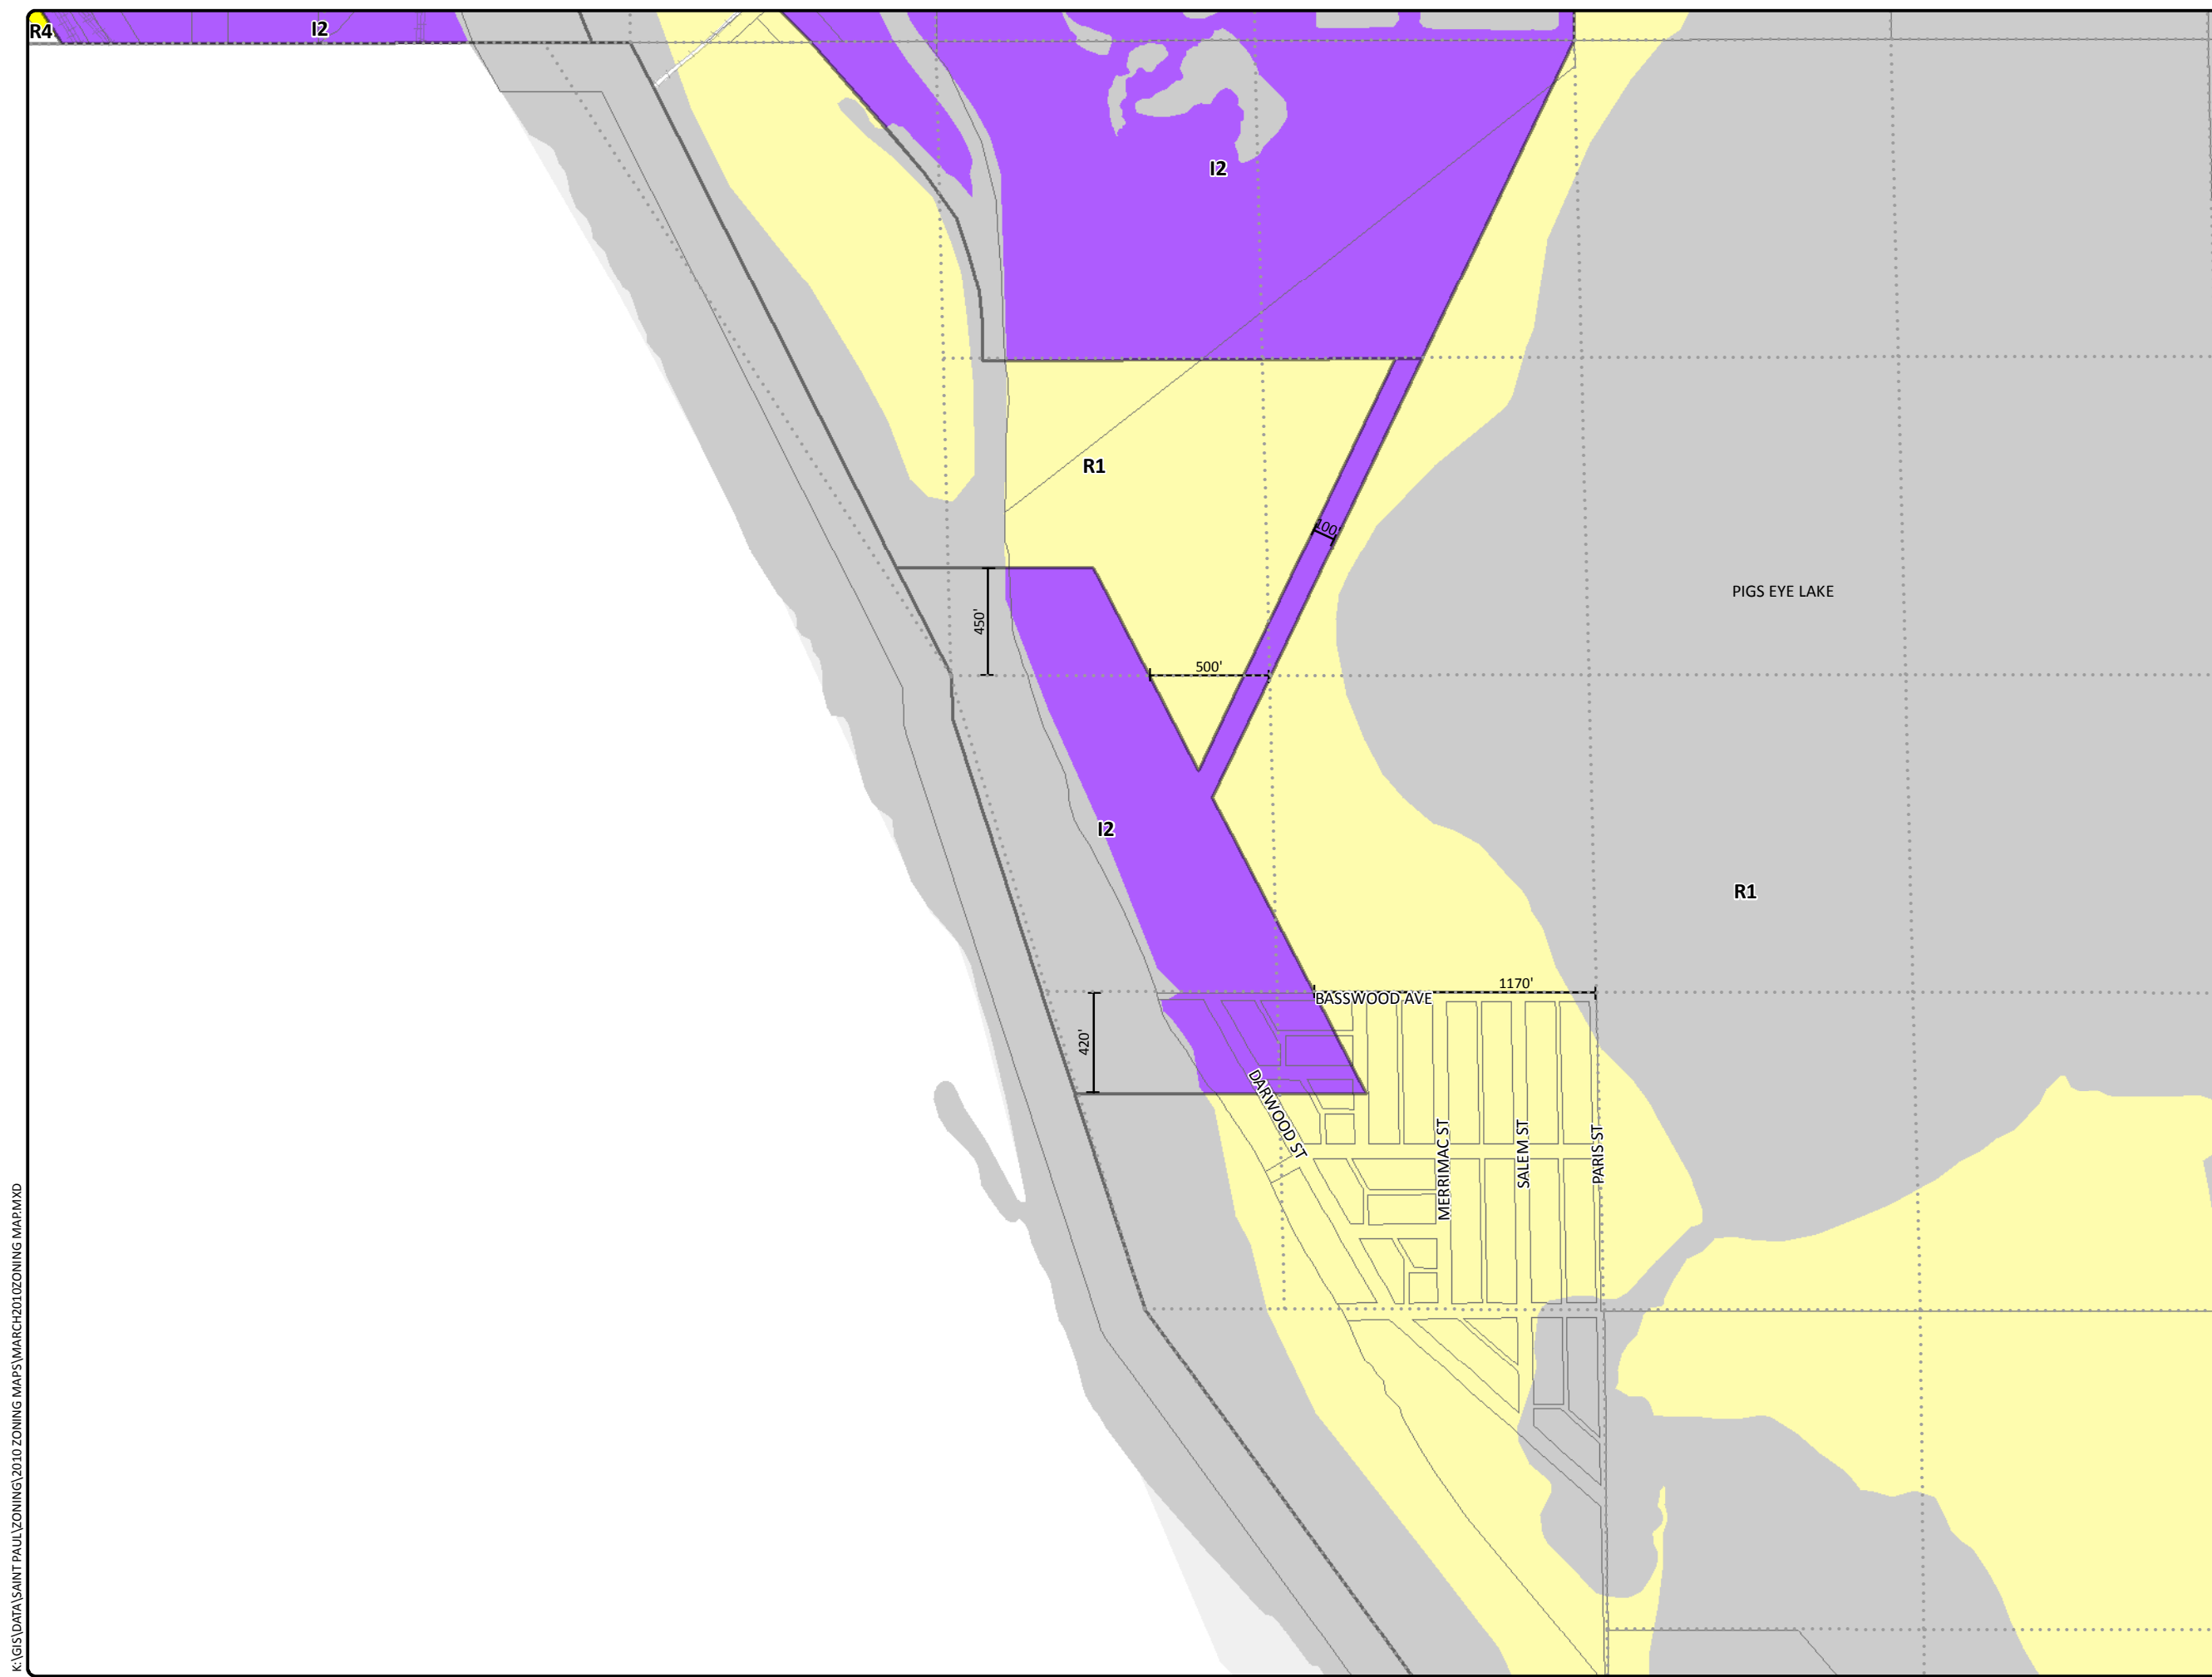 R4
I2
I2
R1
100'
PIGS EYE LAKE
450'
500'
I2
R1
1170'
BASSWOOD AVE
420'
DARWOOD ST
MERRIMAC ST
SALEM ST
PARIS ST
K:\GIS\DATA\SAINT PAUL\ZONING\2010 ZONING MAPS\MARCH2010ZONING MAP.MXD